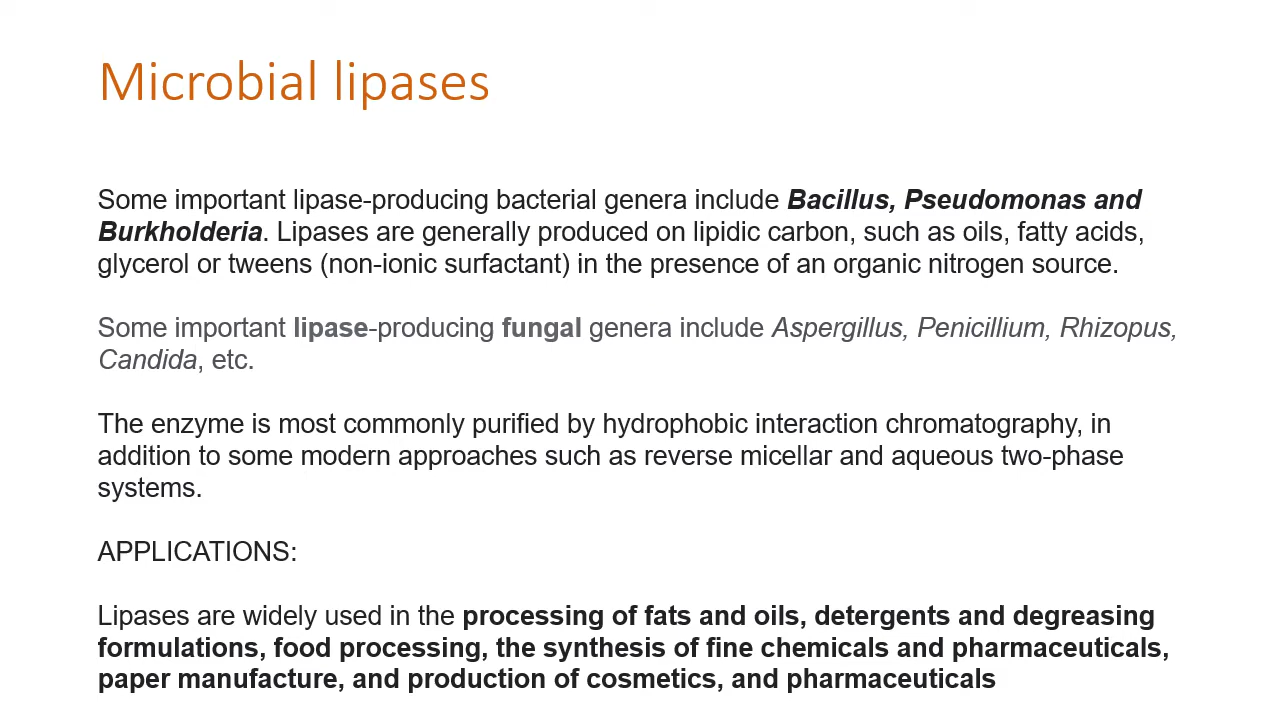 Microbial lipases
Some important lipase-producing bacterial genera include Bacillus, Pseudomonas and
Burkholderia. Lipases are generally produced on lipidic carbon, such as oils, fatty acids,
glycerol or tweens (non-ionic surfactant) in the presence of an organic nitrogen source.
Some important lipase-producing fungal genera include Aspergillus, Penicillium, Rhizopus,
Candida, etc.
The enzyme is most commonly purified by hydrophobic interaction chromatography, in
addition to some modern approaches such as reverse micellar and aqueous two-phase
systems.
APPLICATIONS:
Lipases are widely used in the processing of fats and oils, detergents and degreasing
formulations, food processing, the synthesis of fine chemicals and pharmaceuticals,
paper manufacture, and production of cosmetics, and pharmaceuticals